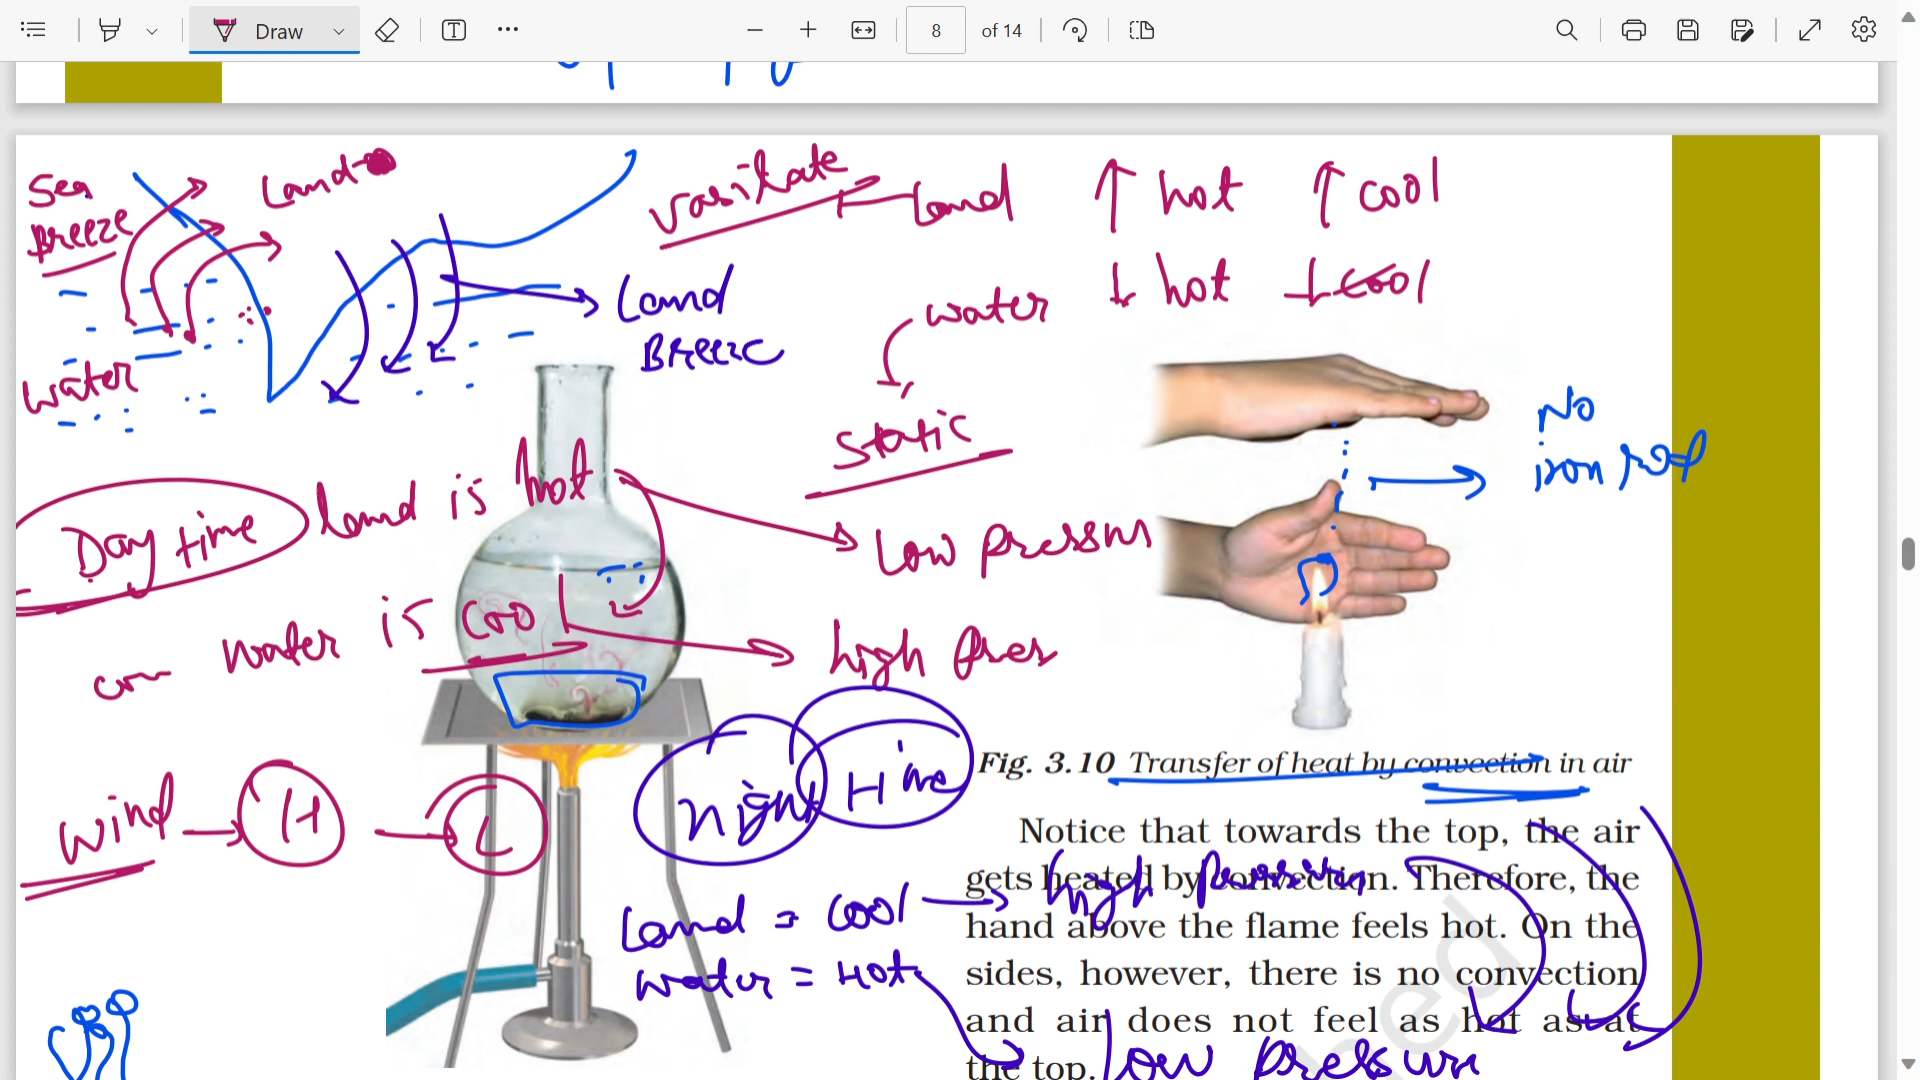 Draw
8 of 14
Sea
Breeze
Land
water
Land
Breeze
Land ↑ hot ↑ cool
water ↓ hot ↓ cool
static
No
iron rod
Day time land is hot
Low pressur
water is coo
high pres
wind → H → L
night time
Fig. 3.10 Transfer of heat by convection in air
Notice that towards the top, the air
gets heated by convection. Therefore, the
hand above the flame feels hot. On the
sides, however, there is no convection
and air does not feel as hot as at
the top.
Land = cool → high pressure
water = Hot → low pressure